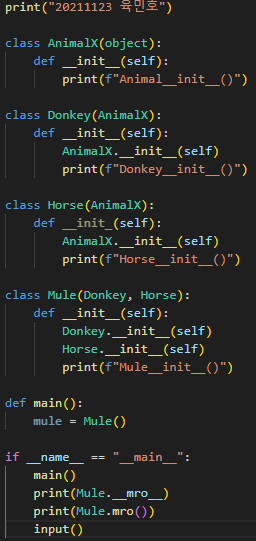 print("20211123 육민호")

class AnimalX(object):
    def __init__(self):
        print(f"Animal__init__()")

class Donkey(AnimalX):
    def __init__(self):
        AnimalX.__init__(self)
        print(f"Donkey__init__()")

class Horse(AnimalX):
    def __init_(self):
        AnimalX.__init__(self)
        print(f"Horse__init__()")

class Mule(Donkey, Horse):
    def __init__(self):
        Donkey.__init__(self)
        Horse.__init__(self)
        print(f"Mule__init__()")

def main():
    mule = Mule()

if __name__ == "__main__":
    main()
    print(Mule.__mro__)
    print(Mule.mro())
    input()